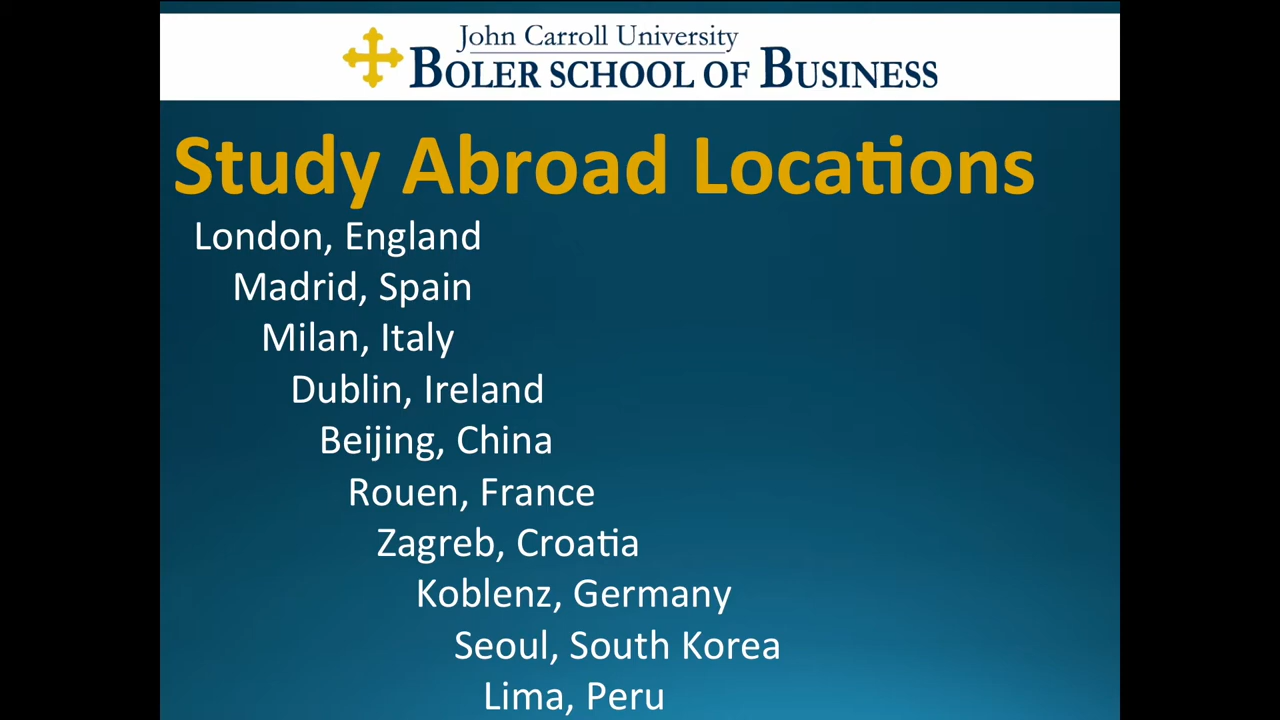 John Carroll University
BOLER SCHOOL OF BUSINESS
Study Abroad Locations
London, England
Madrid, Spain
Milan, Italy
Dublin, Ireland
Beijing, China
Rouen, France
Zagreb, Croatia
Koblenz, Germany
Seoul, South Korea
Lima, Peru